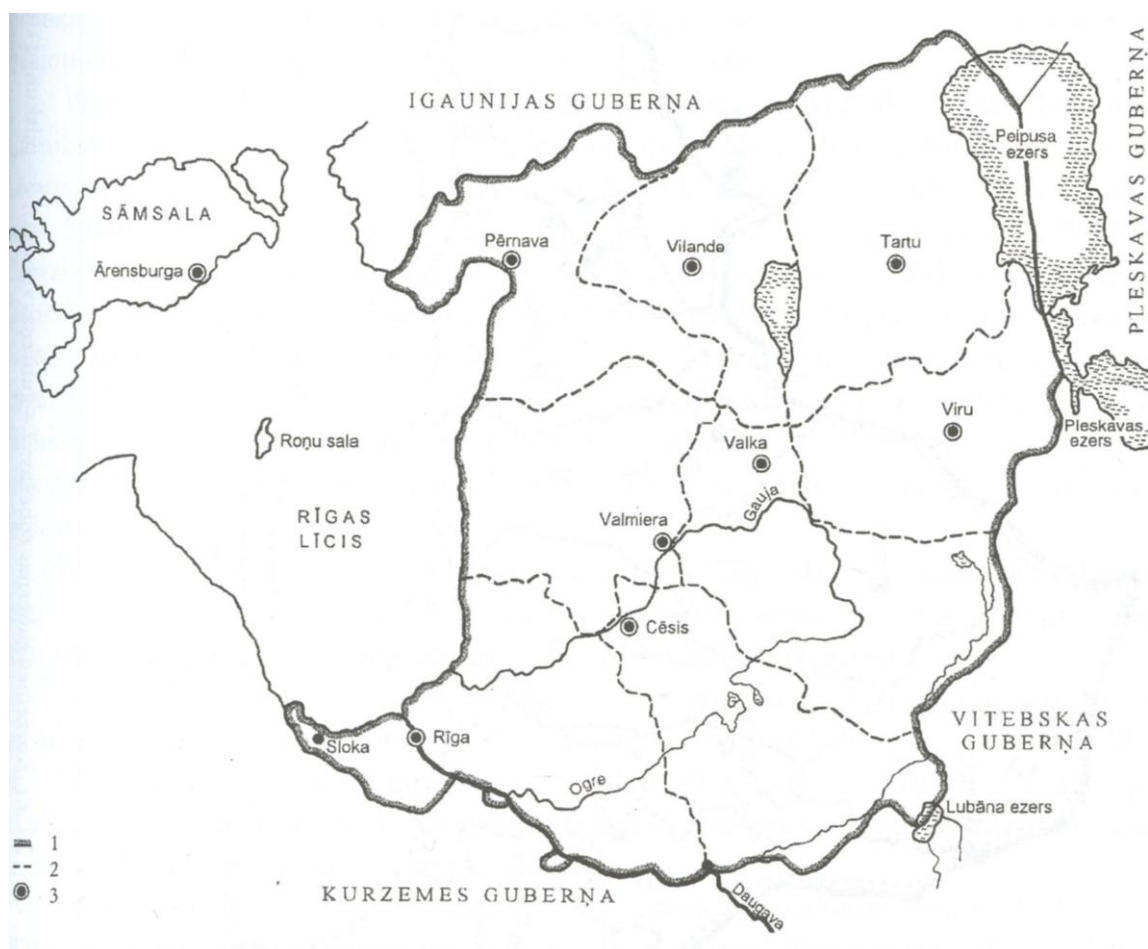 IGAUNIJAS GUBERŅA
PLESKAVAS GUBERŅA
Peipusa
ezers
SĀMSALA
Ārensburga
Pērnava
Vilande
Tartu
Roņu sala
RĪGAS
LĪCIS
Valka
Viru
Pleskavas
ezers
Gauja
Valmiera
Cēsis
VITEBSKAS
GUBERŅA
Sloka
Rīga
Ogre
Lubāna ezers
1
2
3
KURZEMES GUBERŅA
Daugava